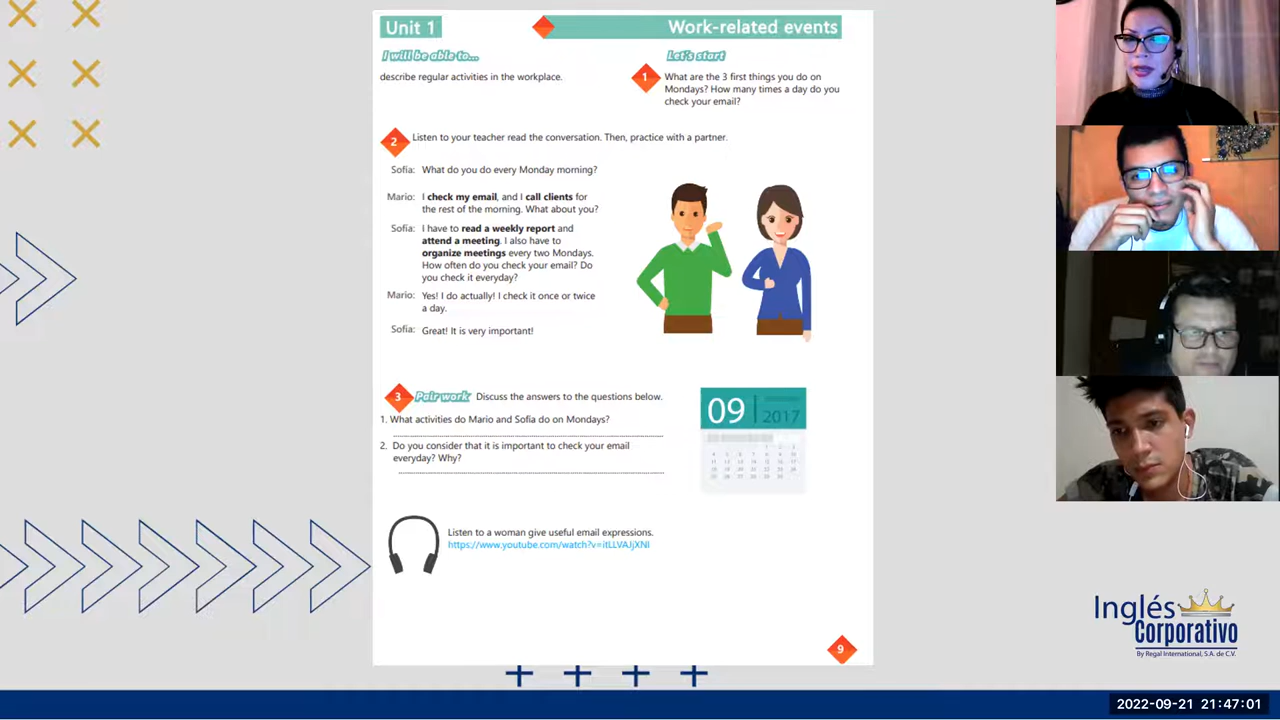 Unit 1
Work-related events
I will be able to...
describe regular activities in the workplace.
Let's start
1
What are the 3 first things you do on
Mondays? How many times a day do you
check your email?
2
Listen to your teacher read the conversation. Then, practice with a partner.
Sofía: What do you do every Monday morning?
Mario: I check my email, and I call clients for
the rest of the morning. What about you?
Sofía: I have to read a weekly report and
attend a meeting. I also have to
organize meetings every two Mondays.
How often do you check your email? Do
you check it everyday?
Mario: Yes! I do actually! I check it once or twice
a day.
Sofía: Great! It is very important!
3
Pair work Discuss the answers to the questions below.
1. What activities do Mario and Sofía do on Mondays?
2. Do you consider that it is important to check your email
everyday? Why?
09
2017
Listen to a woman give useful email expressions.
https://www.youtube.com/watch?v=itLLVAJjXNI
9
Inglés
Corporativo
By Regal International, S.A. de C.V.
2022-09-21 21:47:01